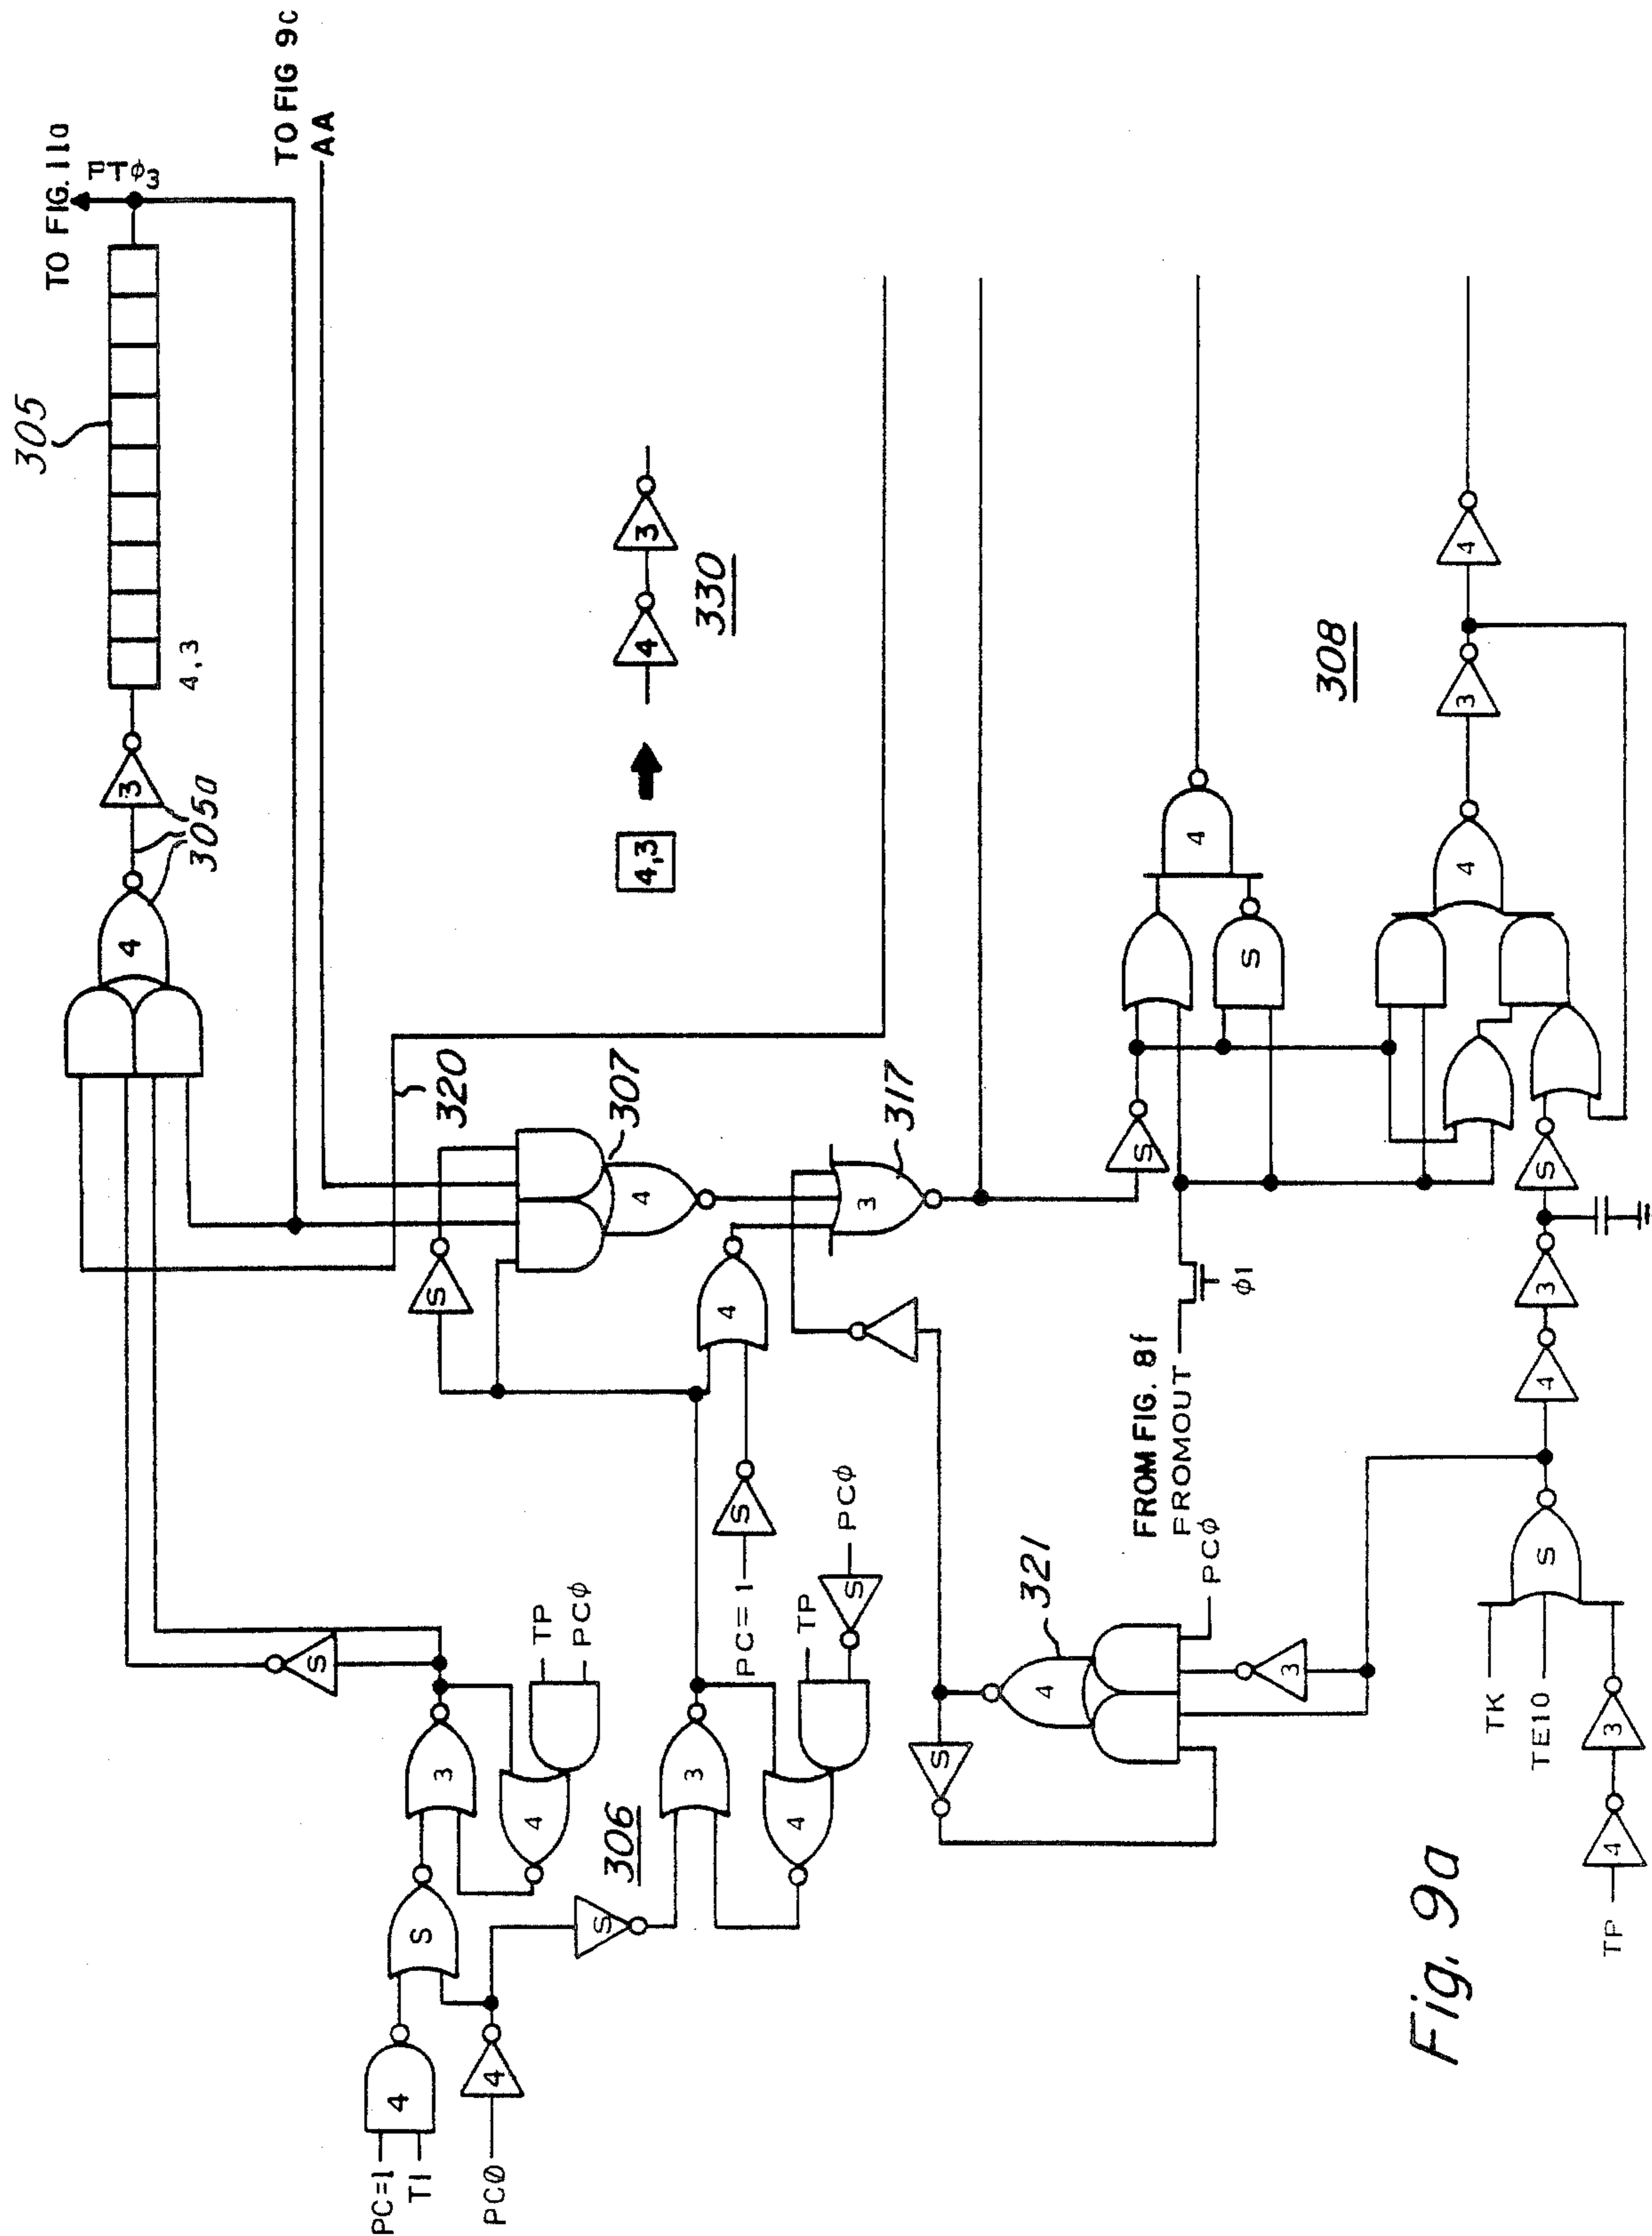 TO FIG. 11a
PTϕ3
TO FIG 9c
AA
305
4,3
3
305a
4
320
S
307
4
4,3
4
3
330
317
3
S
4
S
308
4
3
4
4
S
PC=1
S
PCϕ
TP
S
TP
PCϕ
3
4
306
3
4
S
S
4
PC=1
T1
4
PC0
FROM FIG. 8f
FROMOUT
ϕ1
PCϕ
321
4
3
S
S
3
4
S
TK
TE10
3
4
TP
Fig. 9a